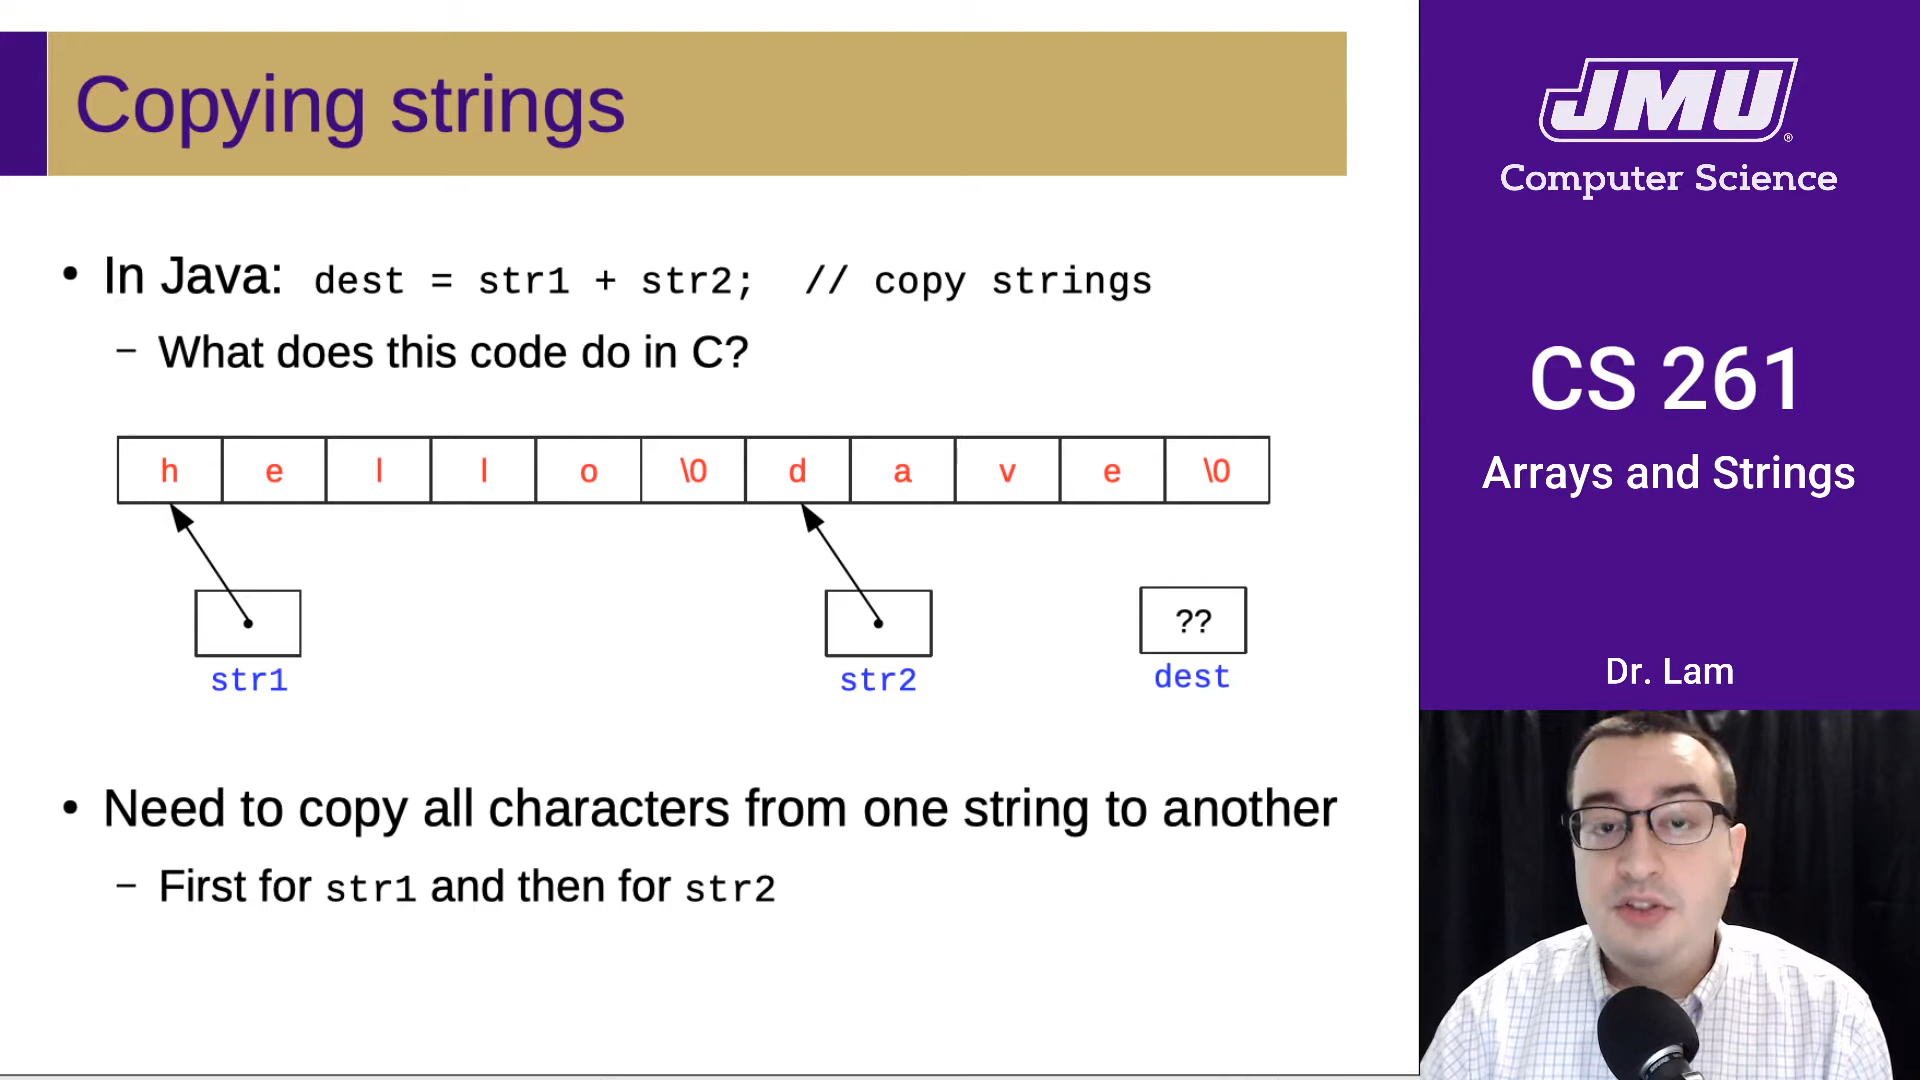 Copying strings
• In Java: dest = str1 + str2; // copy strings
– What does this code do in C?
h e l l o \0 d a v e \0
??
str1 str2 dest
• Need to copy all characters from one string to another
– First for str1 and then for str2
JMU®
Computer Science
CS 261
Arrays and Strings
Dr. Lam